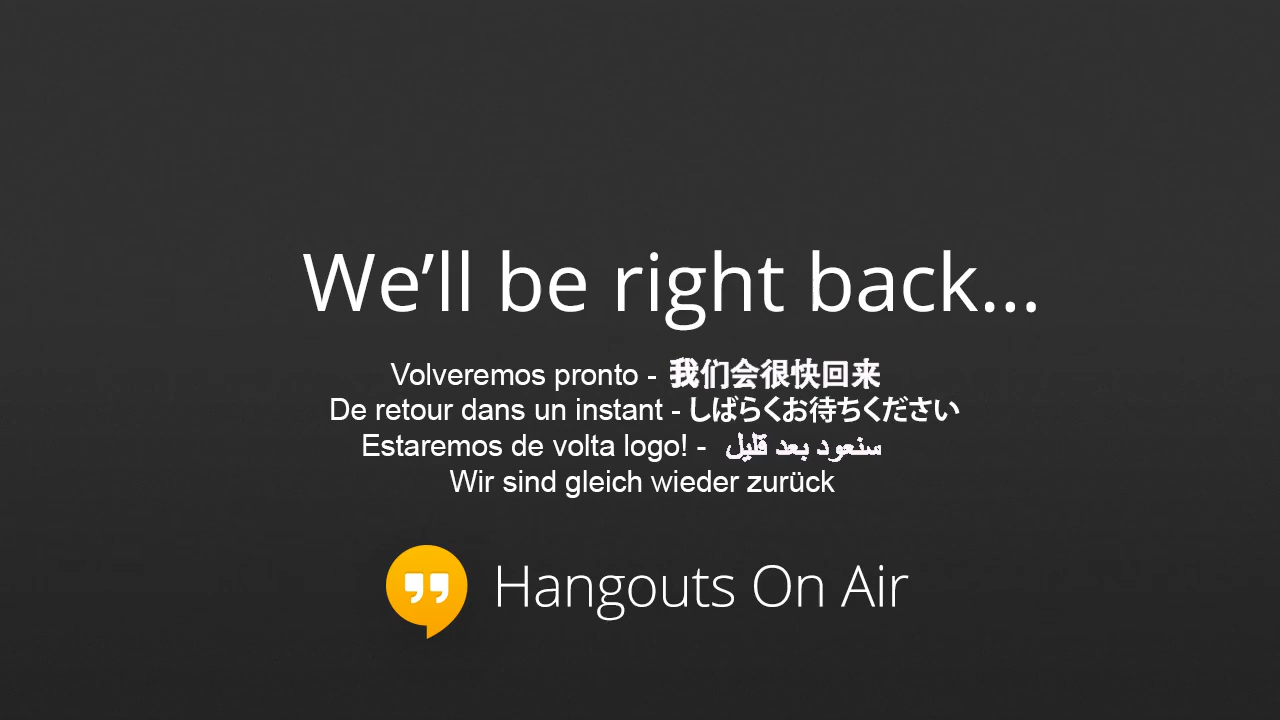 We’ll be right back...
Volveremos pronto - 我们会很快回来
De retour dans un instant - しばらくお待ちください
Estaremos de volta logo! - سنعود بعد قليل
Wir sind gleich wieder zurück
Hangouts On Air